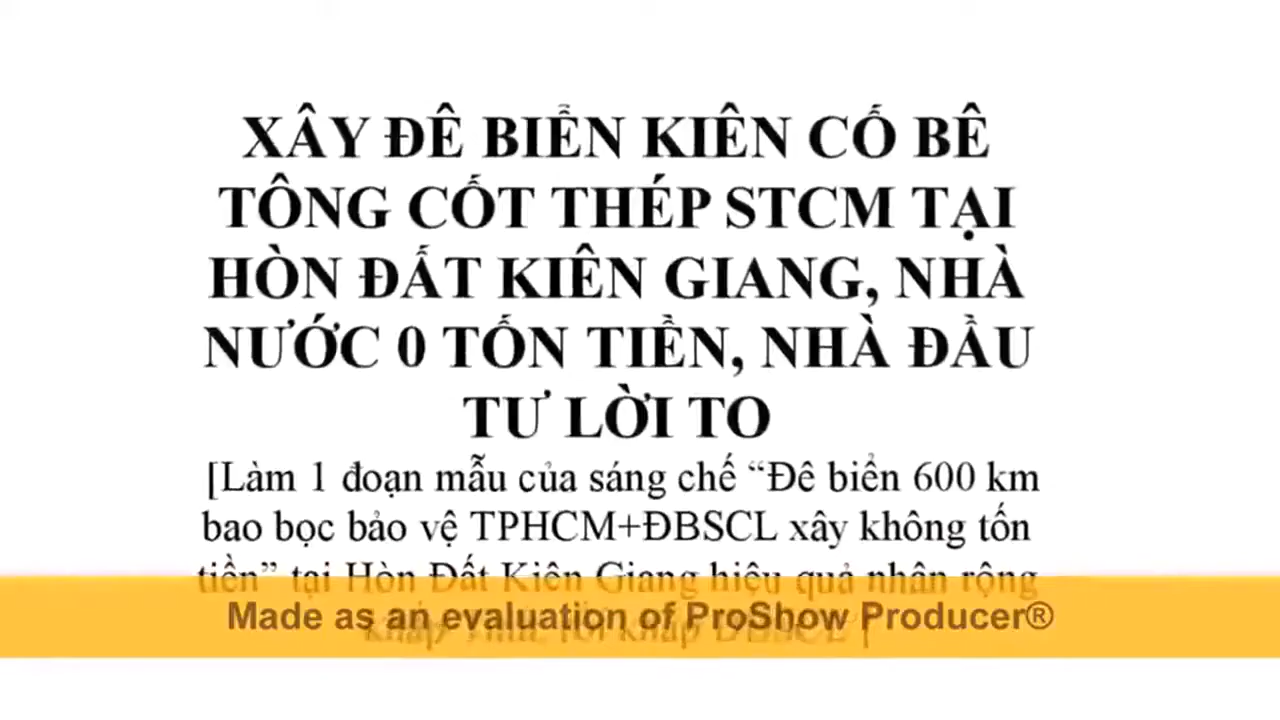 XÂY ĐÊ BIỂN KIÊN CỐ BÊ
TÔNG CỐT THÉP STCM TẠI
HÒN ĐẤT KIÊN GIANG, NHÀ
NƯỚC 0 TỐN TIỀN, NHÀ ĐẦU
TƯ LỜI TO
[Làm 1 đoạn mẫu của sáng chế “Đê biển 600 km
bao bọc bảo vệ TPHCM+ĐBSCL xây không tốn
tiền” tại Hòn Đất Kiên Giang hiệu quả nhân rộng
Made as an evaluation of ProShow Producer®